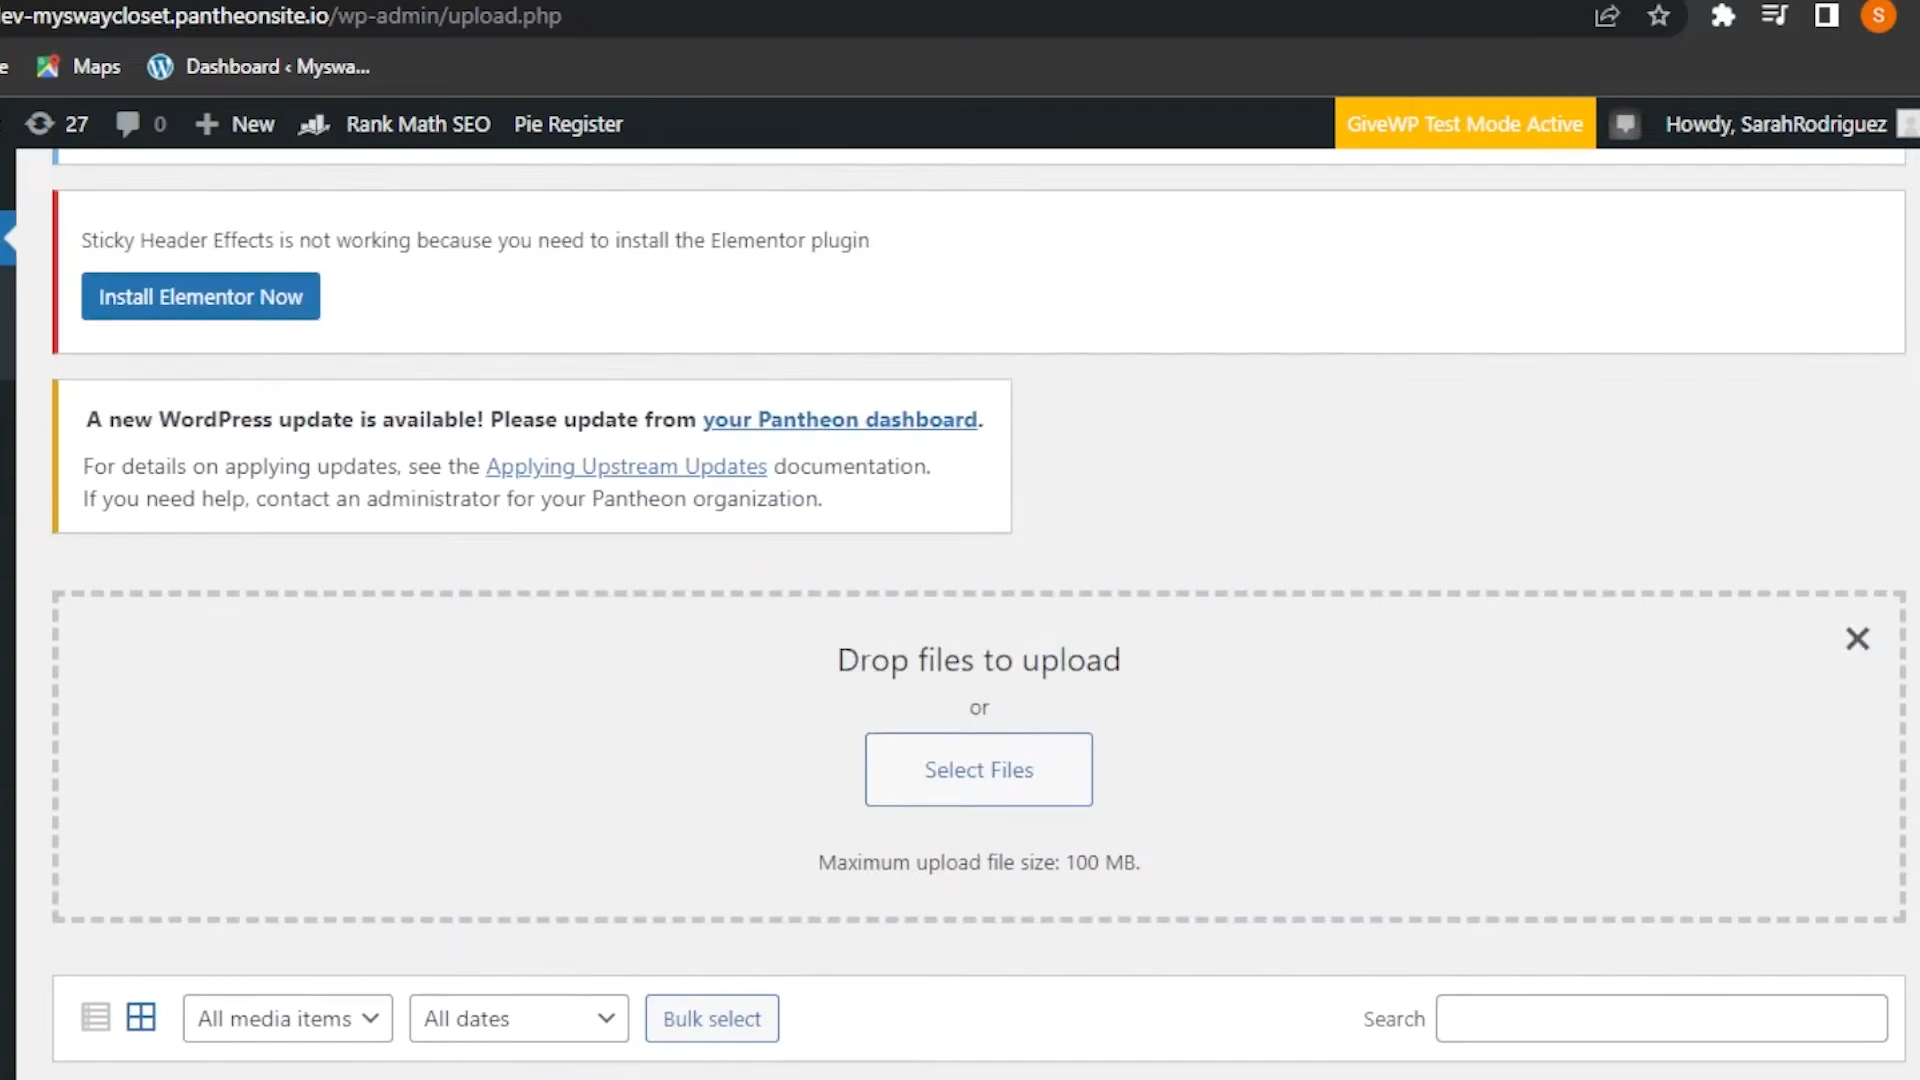 lev-myswaycloset.pantheonsite.io/wp-admin/upload.php
S
Maps
Dashboard ‹ Myswa...
27
0
New
Rank Math SEO
Pie Register
GiveWP Test Mode Active
Howdy, SarahRodriguez
Sticky Header Effects is not working because you need to install the Elementor plugin
Install Elementor Now
A new WordPress update is available! Please update from your Pantheon dashboard.
For details on applying updates, see the Applying Upstream Updates documentation.
If you need help, contact an administrator for your Pantheon organization.
Drop files to upload
or
Select Files
Maximum upload file size: 100 MB.
All media items
All dates
Bulk select
Search